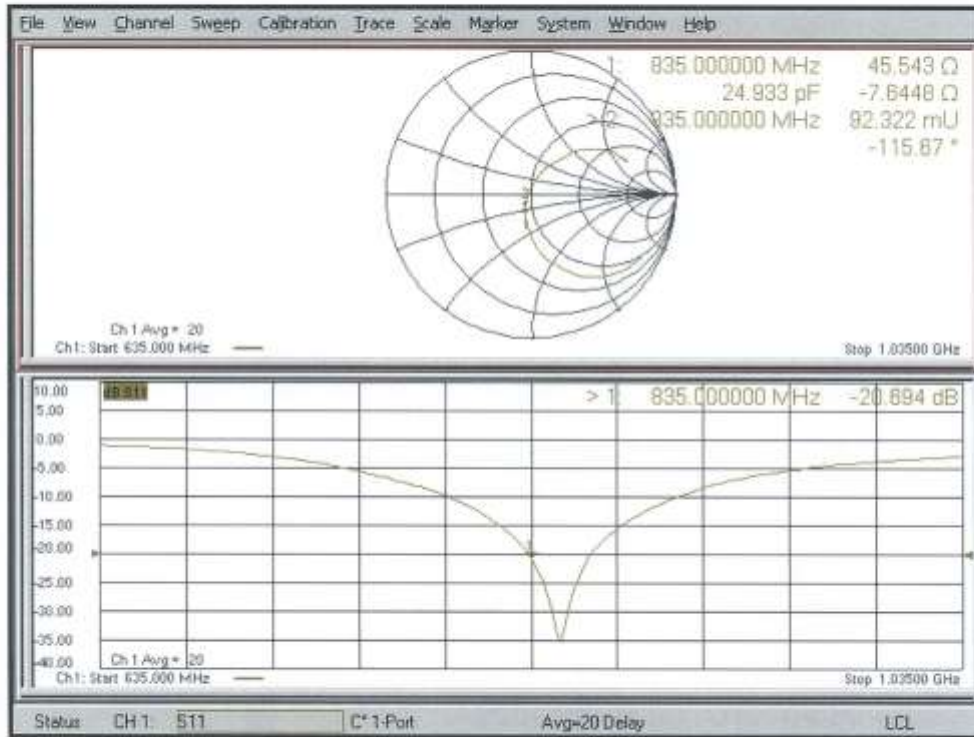 File View Channel Sweep Calibration Trace Scale Marker System Window Help
1: 835.000000 MHz 45.543 Ω
24.933 pF -7.6448 Ω
> 2: 835.000000 MHz 92.322 mU
-115.67 °
Ch 1 Avg = 20
Ch1: Start 635.000 MHz
Stop 1.03500 GHz
10.00
dB S11
> 1: 835.000000 MHz -20.694 dB
5.00
0.00
-5.00
-10.00
-15.00
-20.00
-25.00
-30.00
-35.00
-40.00
Ch 1 Avg = 20
Ch1: Start 635.000 MHz
Stop 1.03500 GHz
Status CH 1: S11 C* 1-Port Avg=20 Delay LCL